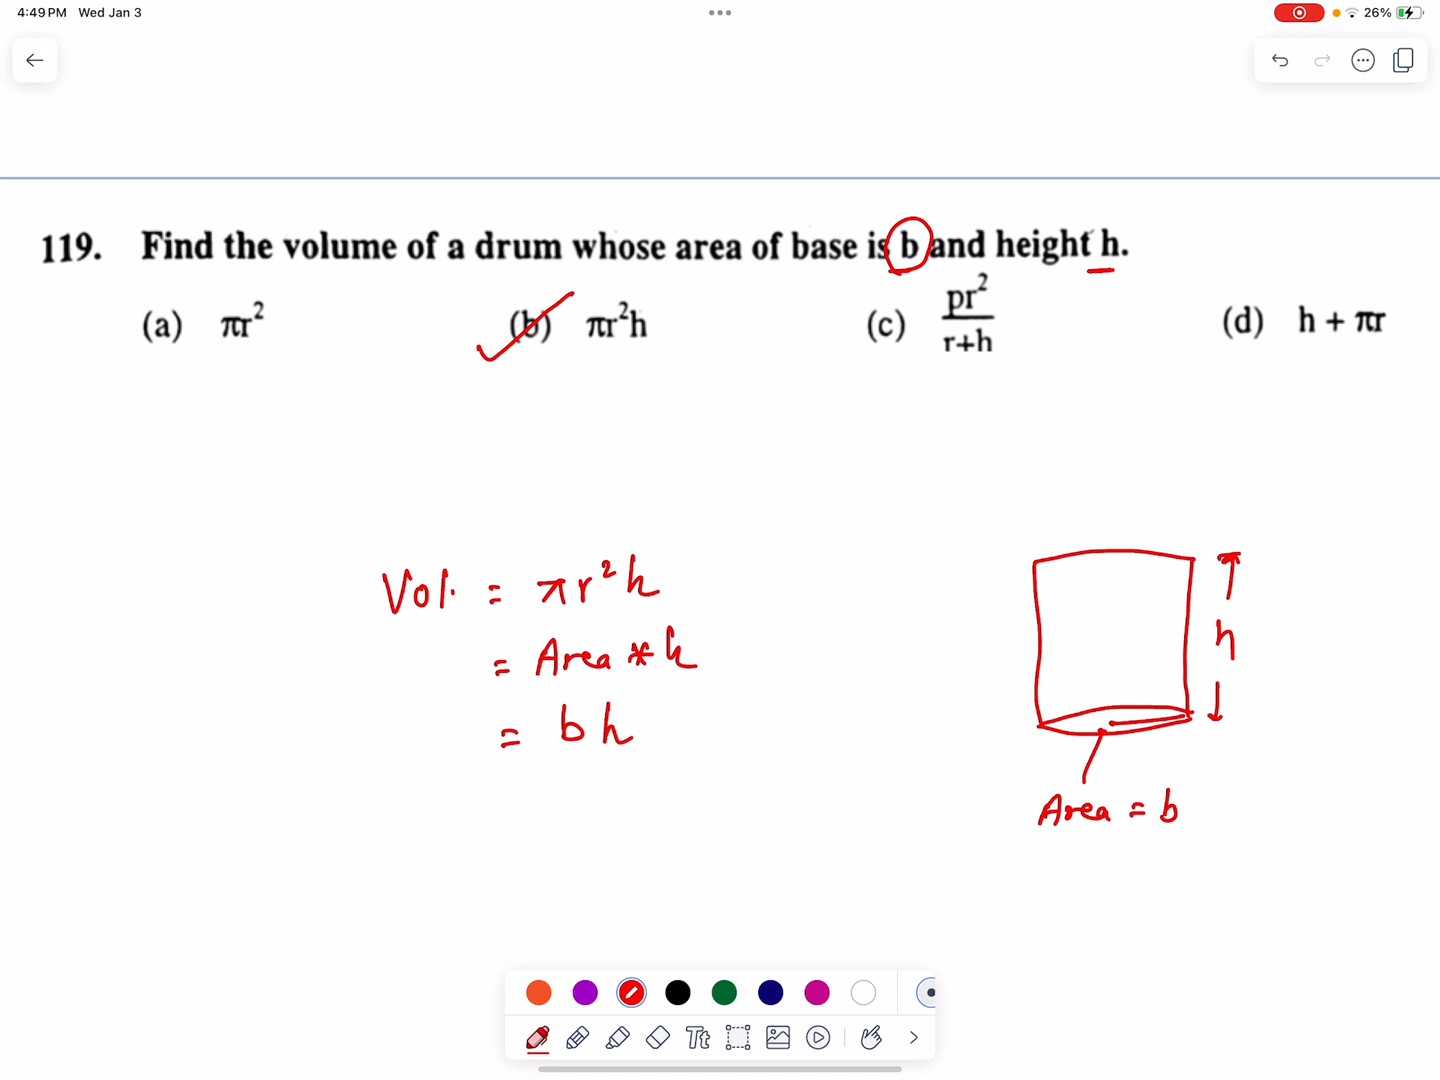 4:49 PM Wed Jan 3
26%
119. Find the volume of a drum whose area of base is b and height h.
(a) πr² (b) πr²h (c) pr²/r+h (d) h + πr
Vol. = πr²h
= Area * h
= bh
h
Area = b
Tt